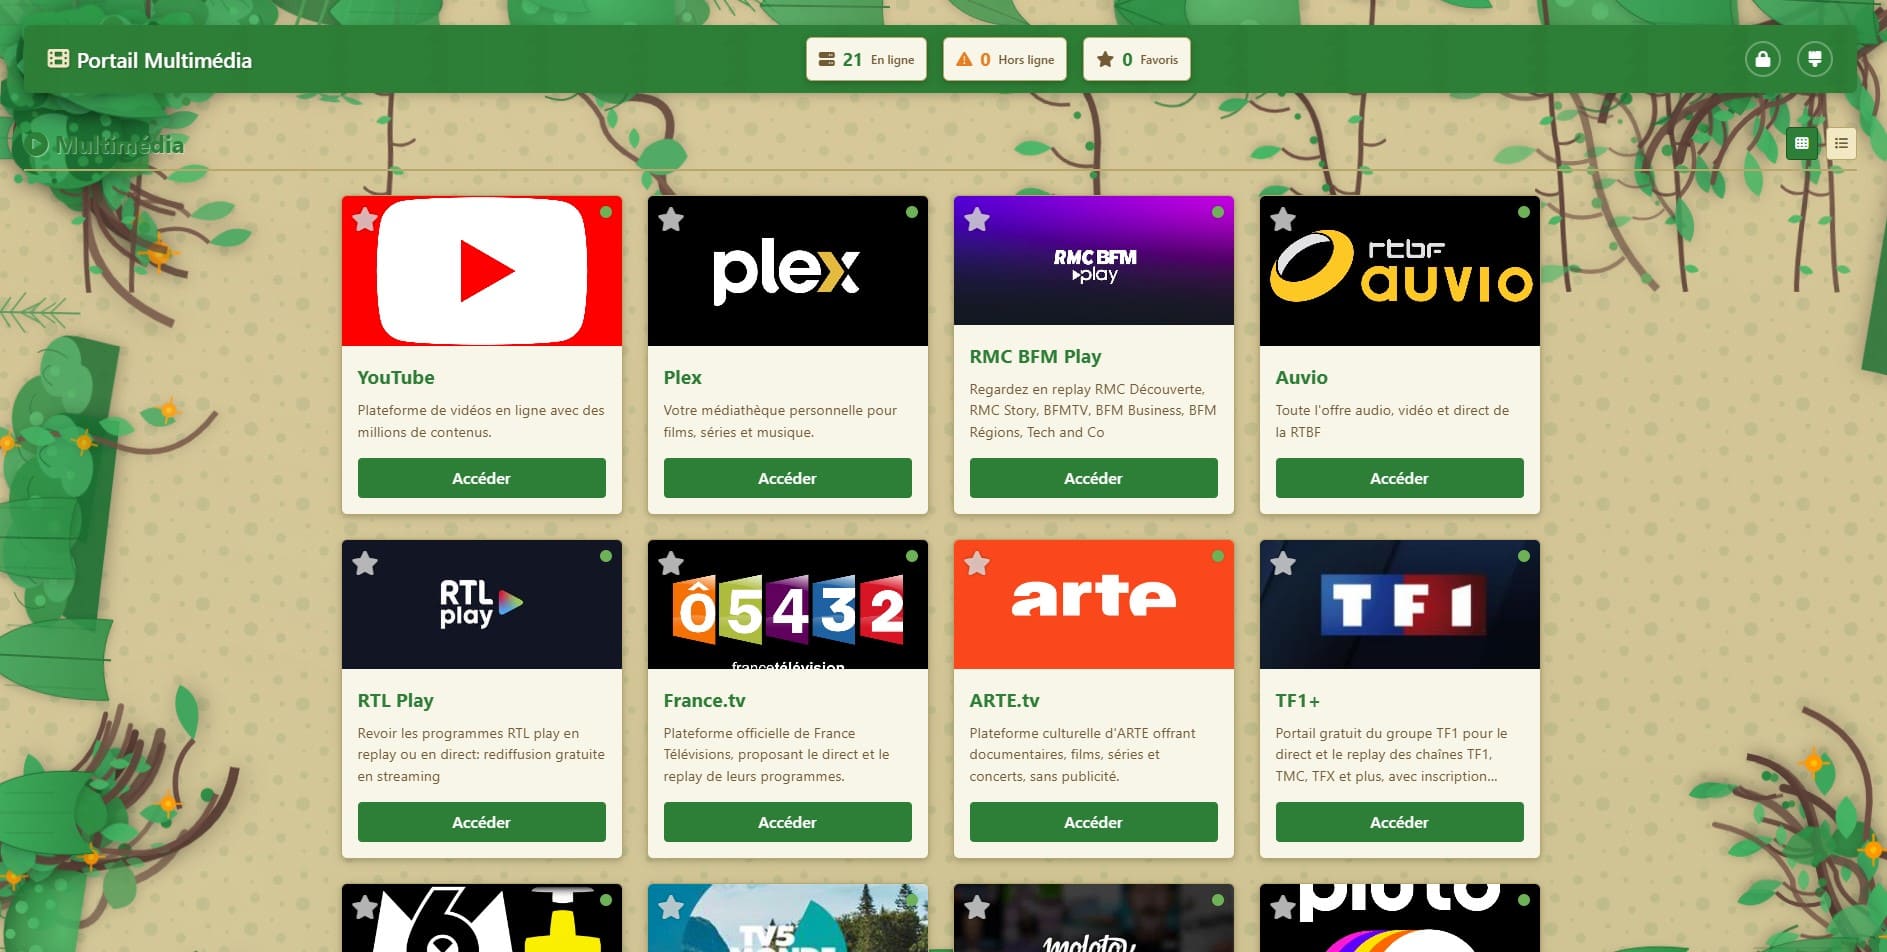 Portail Multimédia
21 En ligne
0 Hors ligne
0 Favoris
Multimédia
plex
RMC BFM
play
rtbf
auvio
YouTube
Plateforme de vidéos en ligne avec des
millions de contenus.
Accéder
Plex
Votre médiathèque personnelle pour
films, séries et musique.
Accéder
RMC BFM Play
Regardez en replay RMC Découverte,
RMC Story, BFMTV, BFM Business, BFM
Régions, Tech and Co
Accéder
Auvio
Toute l'offre audio, vidéo et direct de
la RTBF
Accéder
RTL
play
ô 5 4 3 2
francetélévision
arte
TF1
RTL Play
Revoir les programmes RTL play en
replay ou en direct: rediffusion gratuite
en streaming
Accéder
France.tv
Plateforme officielle de France
Télévisions, proposant le direct et le
replay de leurs programmes.
Accéder
ARTE.tv
Plateforme culturelle d'ARTE offrant
documentaires, films, séries et
concerts, sans publicité.
Accéder
TF1+
Portail gratuit du groupe TF1 pour le
direct et le replay des chaînes TF1,
TMC, TFX et plus, avec inscription...
Accéder
M6
TV5
MONDE
molotov
pluto